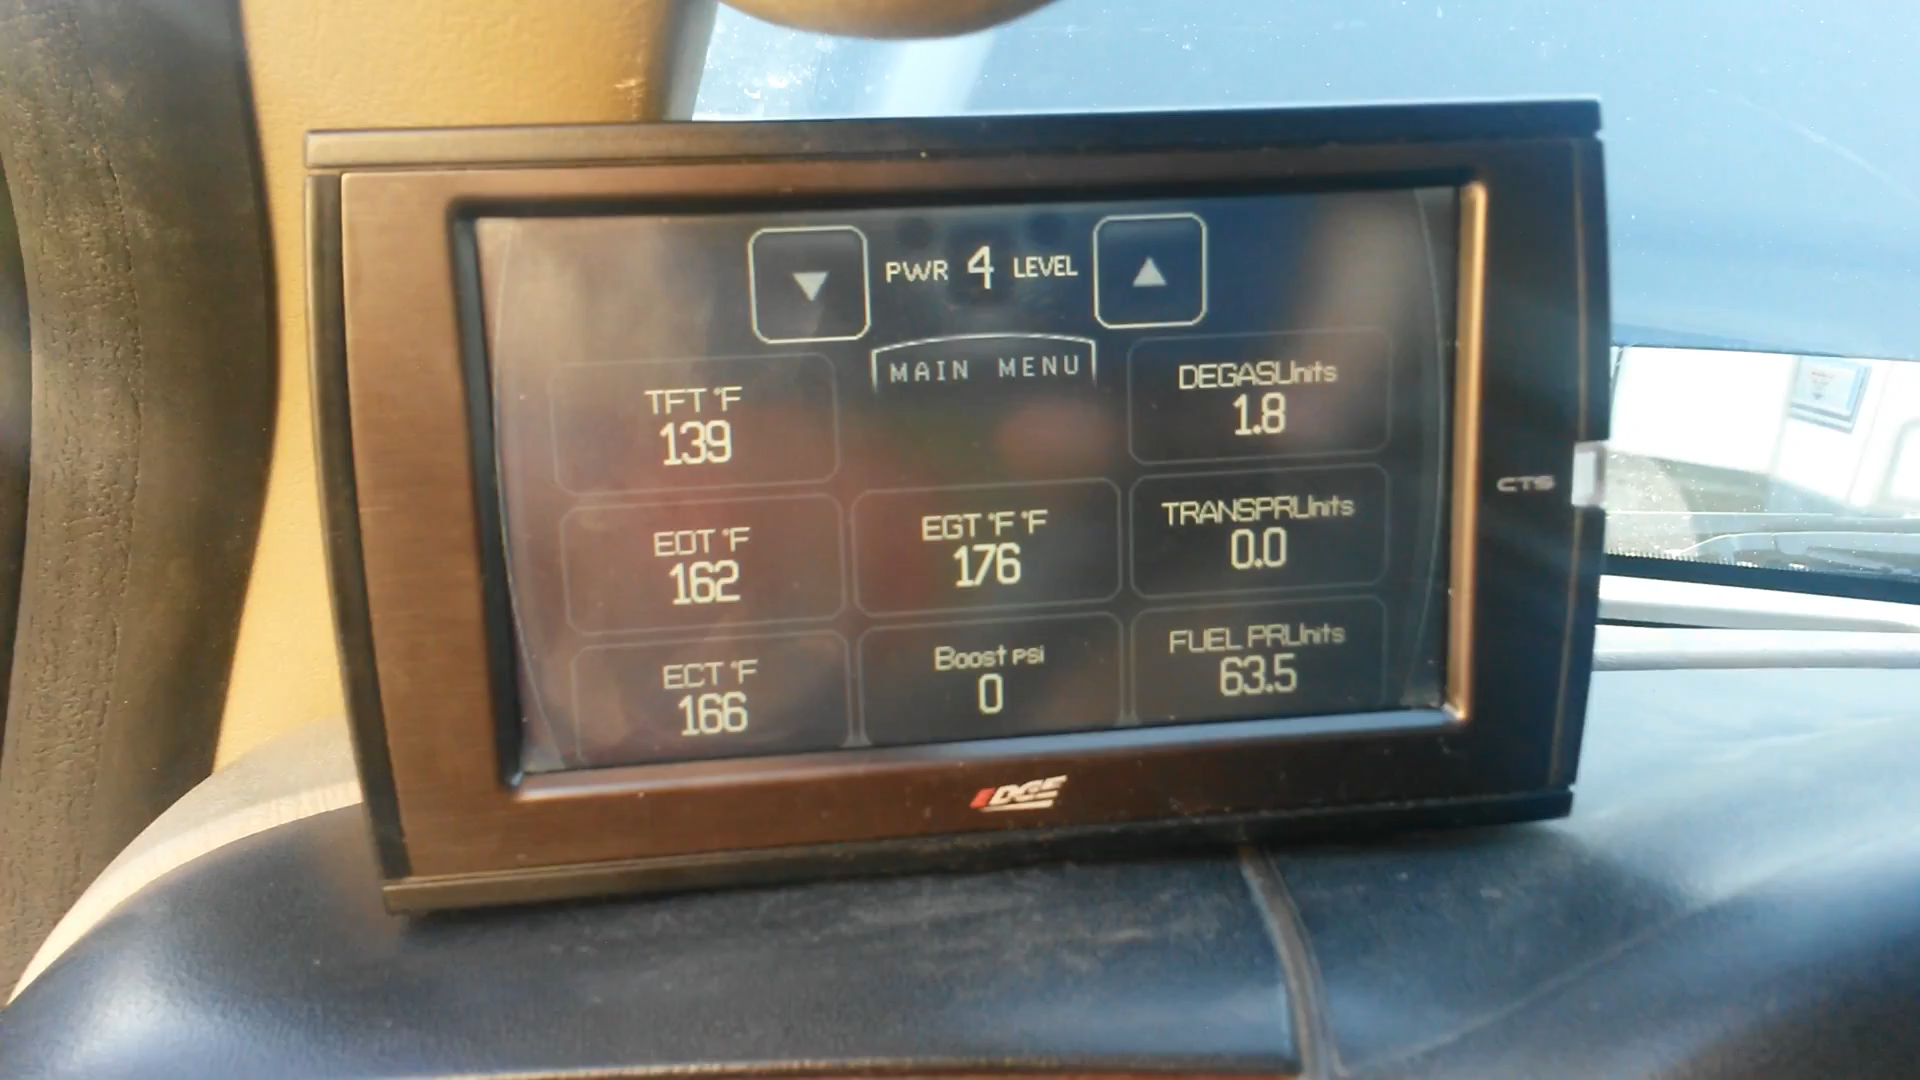 PWR 4 LEVEL
MAIN MENU
TFT °F
139
DEGASUnits
1.8
EOT °F
162
EGT °F °F
176
TRANSPRUnits
0.0
ECT °F
166
Boost psi
0
FUEL PRUnits
63.5
CTS
EDGE